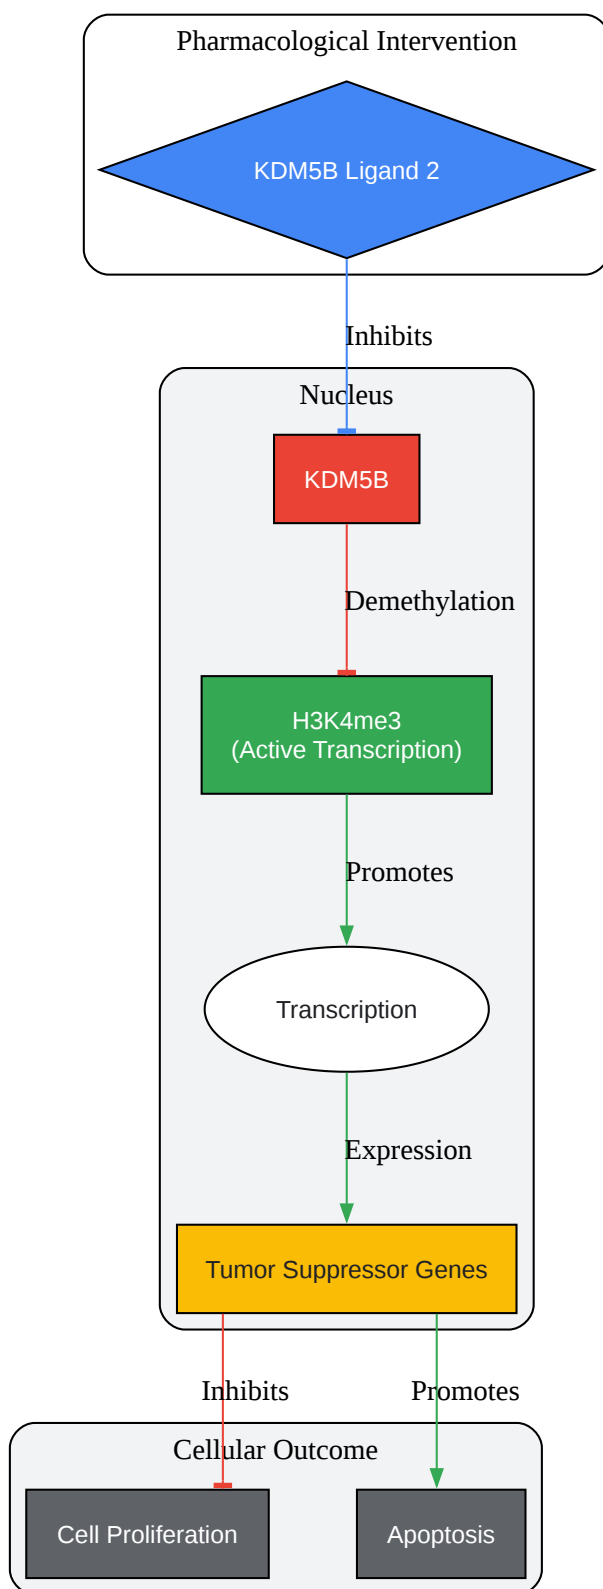 Pharmacological Intervention
KDM5B Ligand 2
Inhibits
Nucleus
KDM5B
Demethylation
H3K4me3
(Active Transcription)
Promotes
Transcription
Expression
Tumor Suppressor Genes
Inhibits
Promotes
Cellular Outcome
Cell Proliferation
Apoptosis